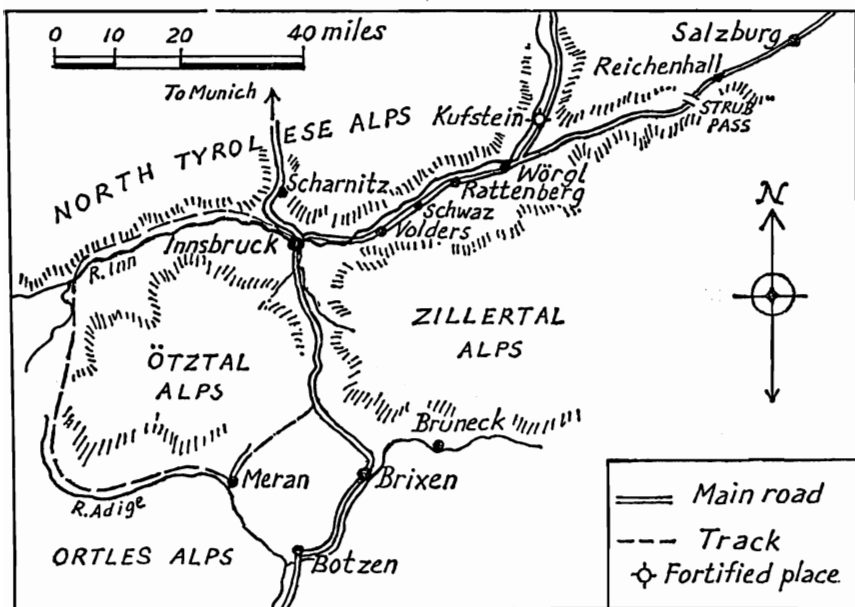 0 10 20 40 miles
To Munich
Salzburg
Reichenhall
STRUB
PASS
Kufstein
NORTH TYROLESE ALPS
Scharnitz
Wörgl
Rattenberg
Schwaz
Volders
Innsbruck
R. Inn
N
ZILLERTAL
ALPS
ÖTZTAL
ALPS
Bruneck
Meran
Brixen
R. Adige
ORTLES ALPS
Botzen
Main road
Track
Fortified place